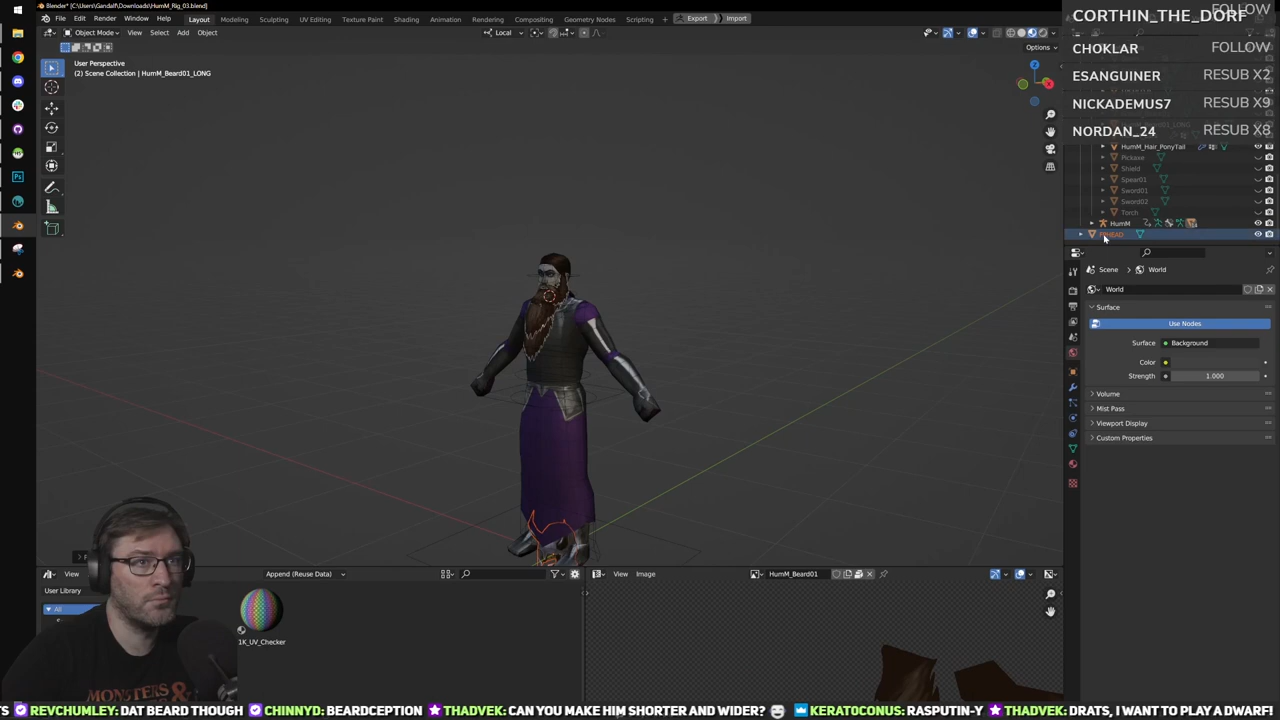 Blender* [C:\Users\Gandalf\Downloads\HumM_Rig_03.blend]
File Edit Render Window Help Layout Modeling Sculpting UV Editing Texture Paint Shading Animation Rendering Compositing Geometry Nodes Scripting Export Import
Object Mode View Select Add Object Local
Options
User Perspective
(2) Scene Collection | HumM_Beard01_LONG
CORTHIN_THE_DORF FOLLOW
CHOKLAR FOLLOW
ESANGUINER RESUB X2
NICKADEMUS7 RESUB X9
NORDAN_24 RESUB X8
HumM_Hair_PonyTail
Pickaxe
Shield
Spear01
Sword01
Sword02
Torch
HumM
Scene World
World
Surface
Use Nodes
Surface Background
Color
Strength 1.000
Volume
Mist Pass
Viewport Display
Custom Properties
View Append (Reuse Data)
User Library
All
1K_UV_Checker
View Image HumM_Beard01
MONSTERS &
REVCHUMLEY: DAT BEARD THOUGH CHINNYD: BEARDCEPTION THADVEK: CAN YOU MAKE HIM SHORTER AND WIDER? KERATOCONUS: RASPUTIN-Y THADVEK: DRATS, I WANT TO PLAY A DWARF!